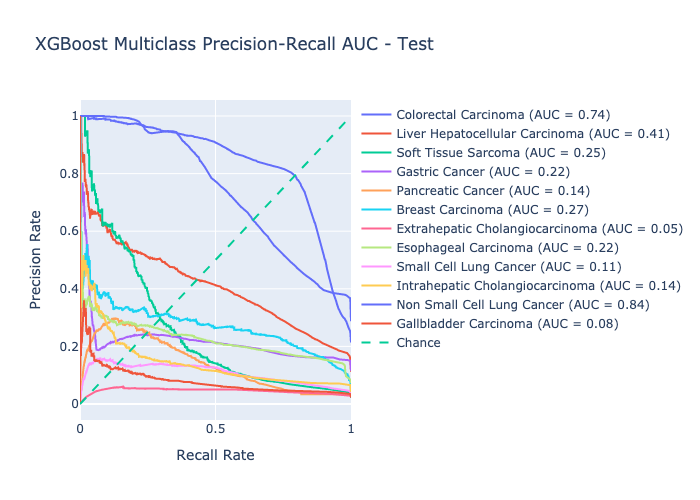 XGBoost Multiclass Precision-Recall AUC - Test
Precision Rate
1
0.8
0.6
0.4
0.2
0
0
0.5
1
Recall Rate
Colorectal Carcinoma (AUC = 0.74)
Liver Hepatocellular Carcinoma (AUC = 0.41)
Soft Tissue Sarcoma (AUC = 0.25)
Gastric Cancer (AUC = 0.22)
Pancreatic Cancer (AUC = 0.14)
Breast Carcinoma (AUC = 0.27)
Extrahepatic Cholangiocarcinoma (AUC = 0.05)
Esophageal Carcinoma (AUC = 0.22)
Small Cell Lung Cancer (AUC = 0.11)
Intrahepatic Cholangiocarcinoma (AUC = 0.14)
Non Small Cell Lung Cancer (AUC = 0.84)
Gallbladder Carcinoma (AUC = 0.08)
Chance